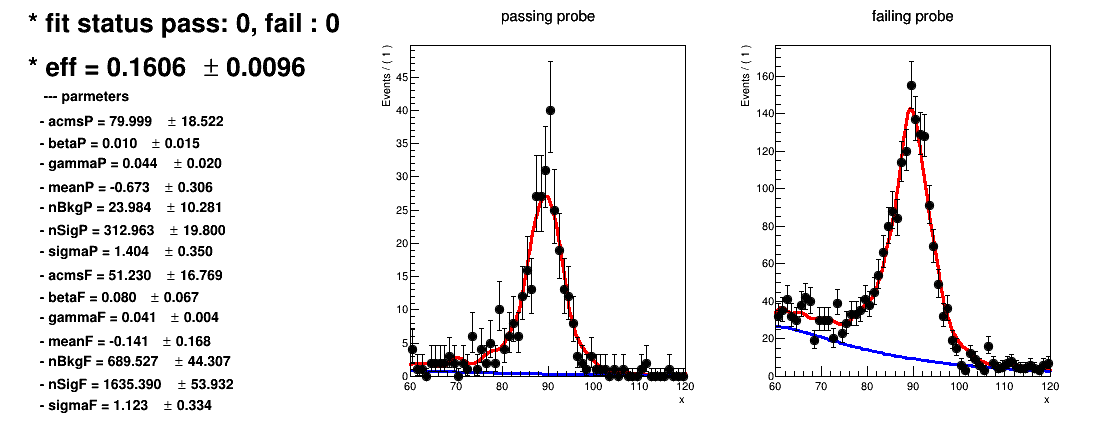 * fit status pass: 0, fail : 0
* eff = 0.1606 ± 0.0096
--- parmeters
- acmsP = 79.999 ± 18.522
- betaP = 0.010 ± 0.015
- gammaP = 0.044 ± 0.020
- meanP = -0.673 ± 0.306
- nBkgP = 23.984 ± 10.281
- nSigP = 312.963 ± 19.800
- sigmaP = 1.404 ± 0.350
- acmsF = 51.230 ± 16.769
- betaF = 0.080 ± 0.067
- gammaF = 0.041 ± 0.004
- meanF = -0.141 ± 0.168
- nBkgF = 689.527 ± 44.307
- nSigF = 1635.390 ± 53.932
- sigmaF = 1.123 ± 0.334
passing probe
Events / ( 1 )
45
40
35
30
25
20
15
10
5
0
60 70 80 90 100 110 120
x
failing probe
Events / ( 1 )
160
140
120
100
80
60
40
20
0
60 70 80 90 100 110 120
x